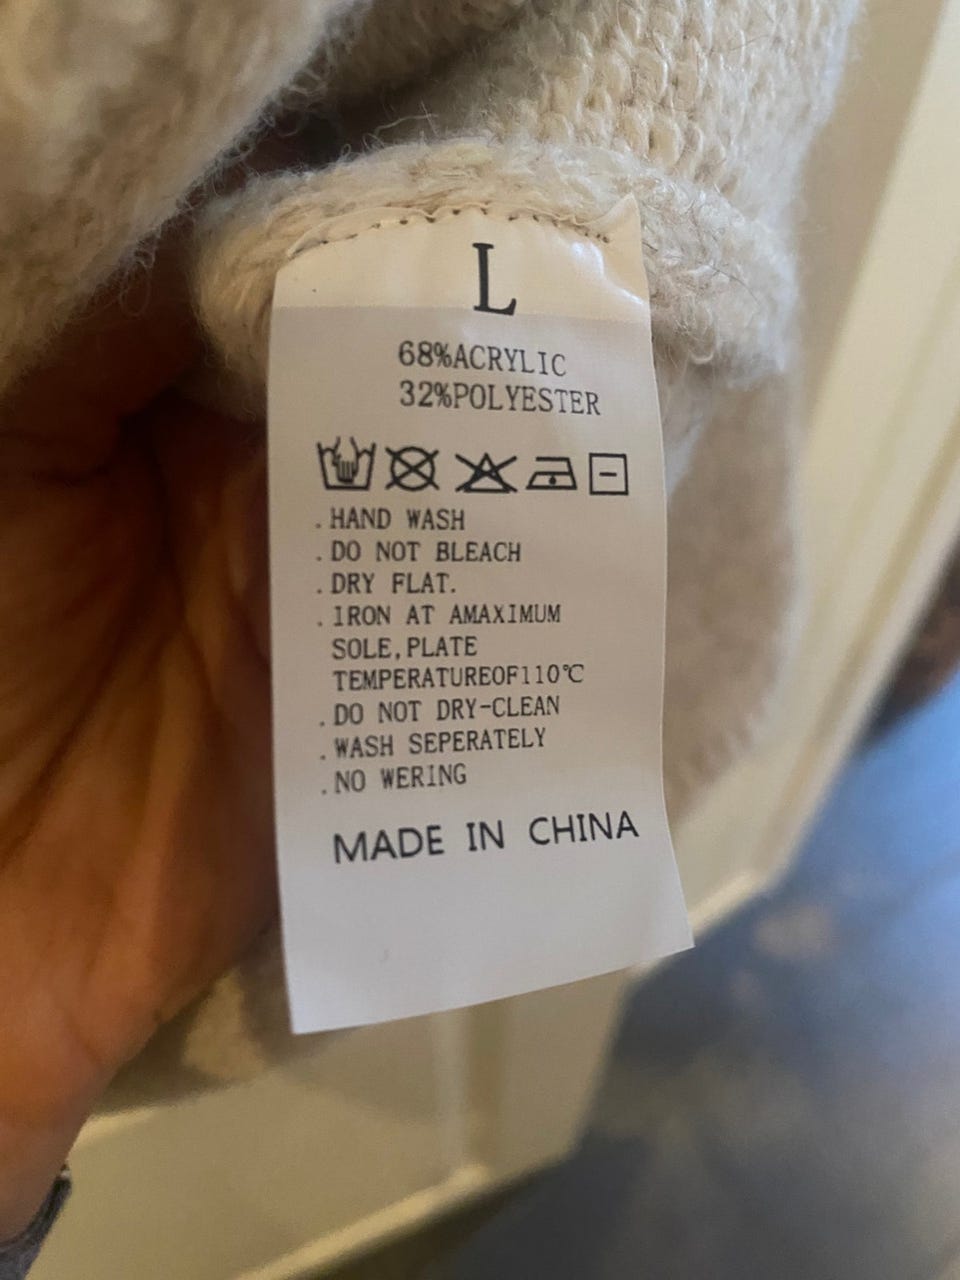 L
68%ACRYLIC
32%POLYESTER
.HAND WASH
.DO NOT BLEACH
.DRY FLAT.
.IRON AT AMAXIMUM
SOLE,PLATE
TEMPERATUREOF110℃
.DO NOT DRY-CLEAN
.WASH SEPERATELY
.NO WERING
MADE IN CHINA